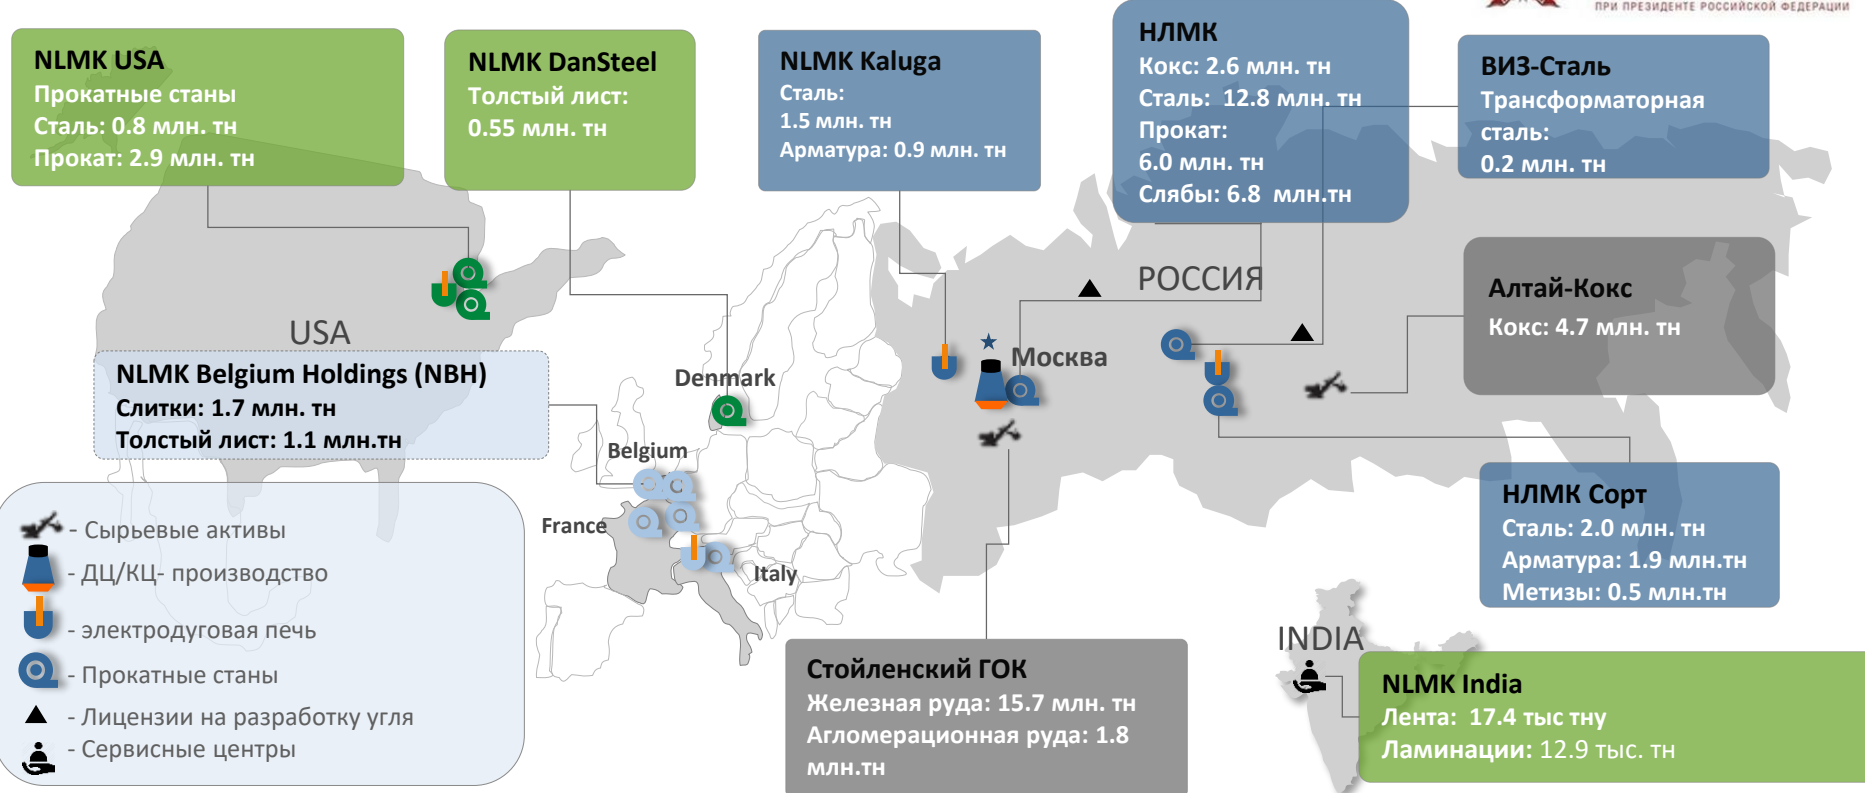 ПРИ ПРЕЗИДЕНТЕ РОССИЙСКОЙ ФЕДЕРАЦИИ
NLMK USA
Прокатные станы
Сталь: 0.8 млн. тн
Прокат: 2.9 млн. тн
NLMK DanSteel
Толстый лист:
0.55 млн. тн
NLMK Kaluga
Сталь:
1.5 млн. тн
Арматура: 0.9 млн. тн
НЛМК
Кокс: 2.6 млн. тн
Сталь: 12.8 млн. тн
Прокат:
6.0 млн. тн
Слябы: 6.8 млн.тн
ВИЗ-Сталь
Трансформаторная
сталь:
0.2 млн. тн
РОССИЯ
Алтай-Кокс
Кокс: 4.7 млн. тн
USA
Москва
NLMK Belgium Holdings (NBH)
Слитки: 1.7 млн. тн
Толстый лист: 1.1 млн.тн
Denmark
Belgium
France
Italy
НЛМК Сорт
Сталь: 2.0 млн. тн
Арматура: 1.9 млн.тн
Метизы: 0.5 млн.тн
- Сырьевые активы
- ДЦ/КЦ- производство
- электродуговая печь
- Прокатные станы
- Лицензии на разработку угля
- Сервисные центры
Стойленский ГОК
Железная руда: 15.7 млн. тн
Агломерационная руда: 1.8
млн.тн
INDIA
NLMK India
Лента: 17.4 тыс тну
Ламинации: 12.9 тыс. тн